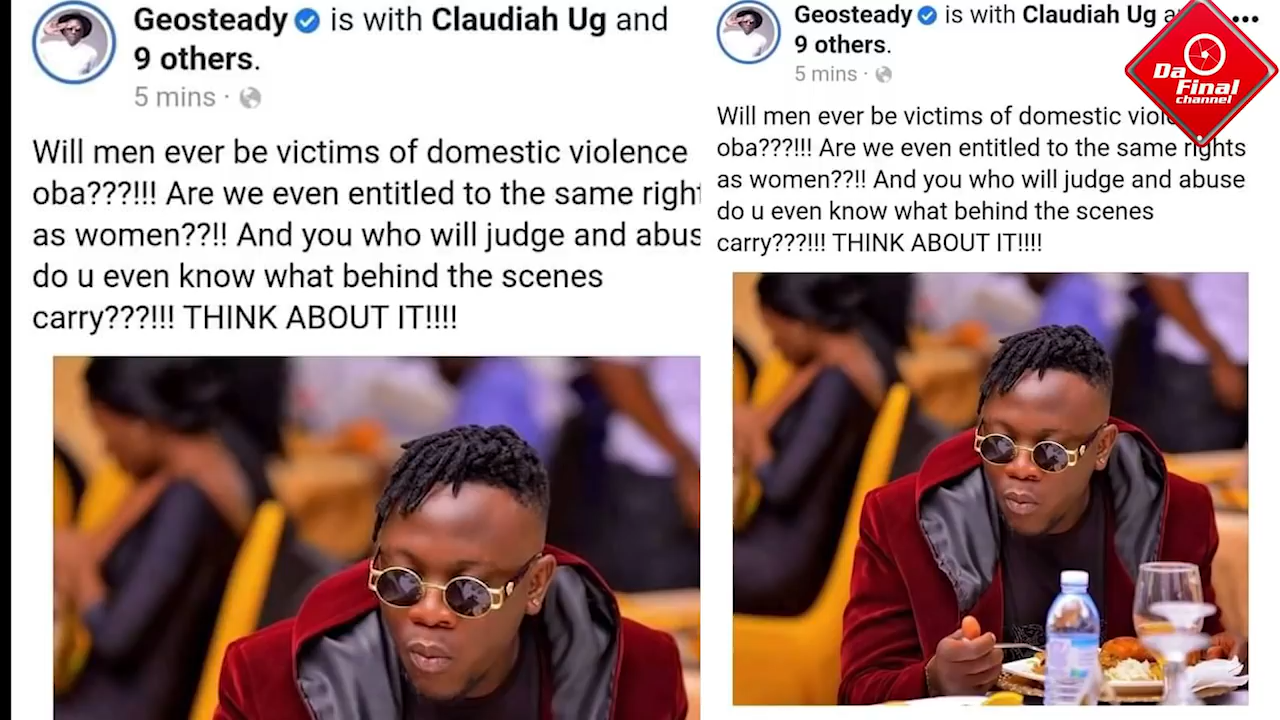 Geosteady is with Claudiah Ug and
9 others.
5 mins ·
Will men ever be victims of domestic violence
oba???!!! Are we even entitled to the same righ
as women??!! And you who will judge and abus
do u even know what behind the scenes
carry???!!! THINK ABOUT IT!!!!
Geosteady is with Claudiah Ug a
9 others.
5 mins ·
Will men ever be victims of domestic viol
oba???!!! Are we even entitled to the same rights
as women??!! And you who will judge and abuse
do u even know what behind the scenes
carry???!!! THINK ABOUT IT!!!!
Da
Final
channel